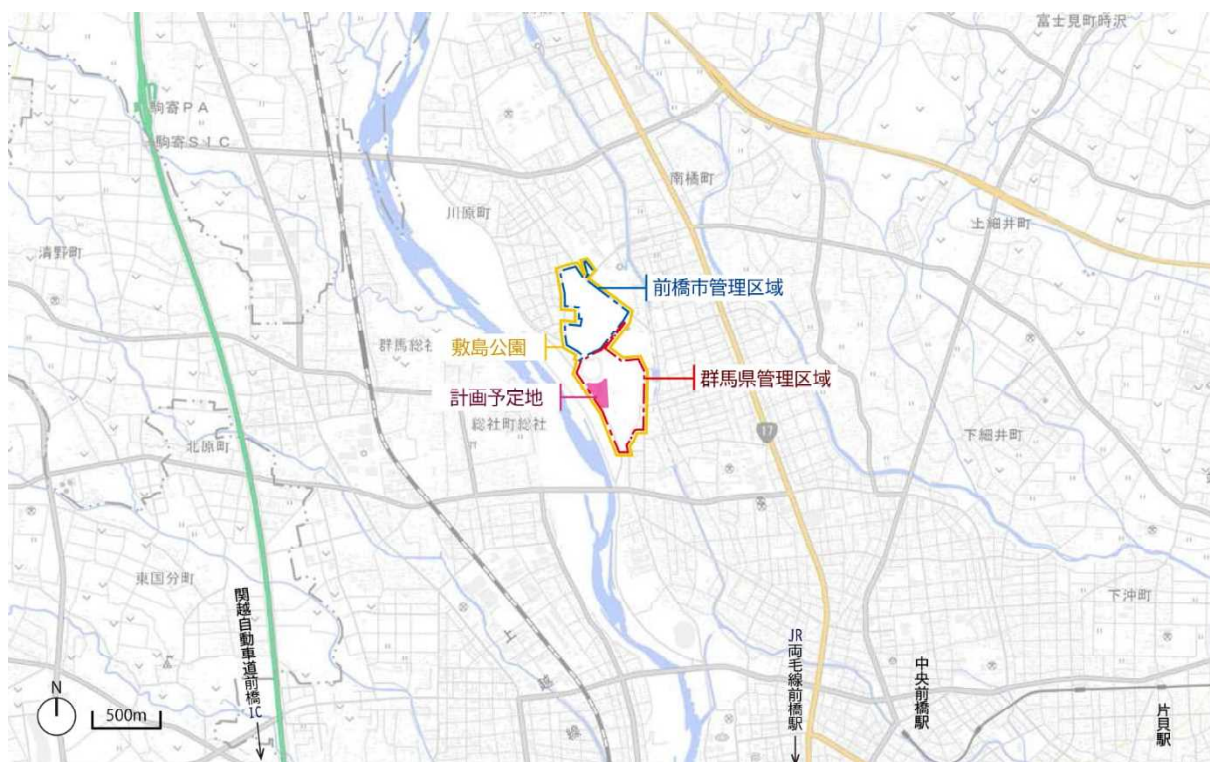 富士見町時沢
駒寄PA
駒寄SIC
南橘町
川原町
上細井町
清野町
前橋市管理区域
群馬総社
敷島公園
群馬県管理区域
計画予定地
総社町総社
17
下細井町
北原町
東国分町
下沖町
関越自動車道前橋IC
上越線
JR両毛線前橋駅
中央前橋駅
片貝駅
N
500m